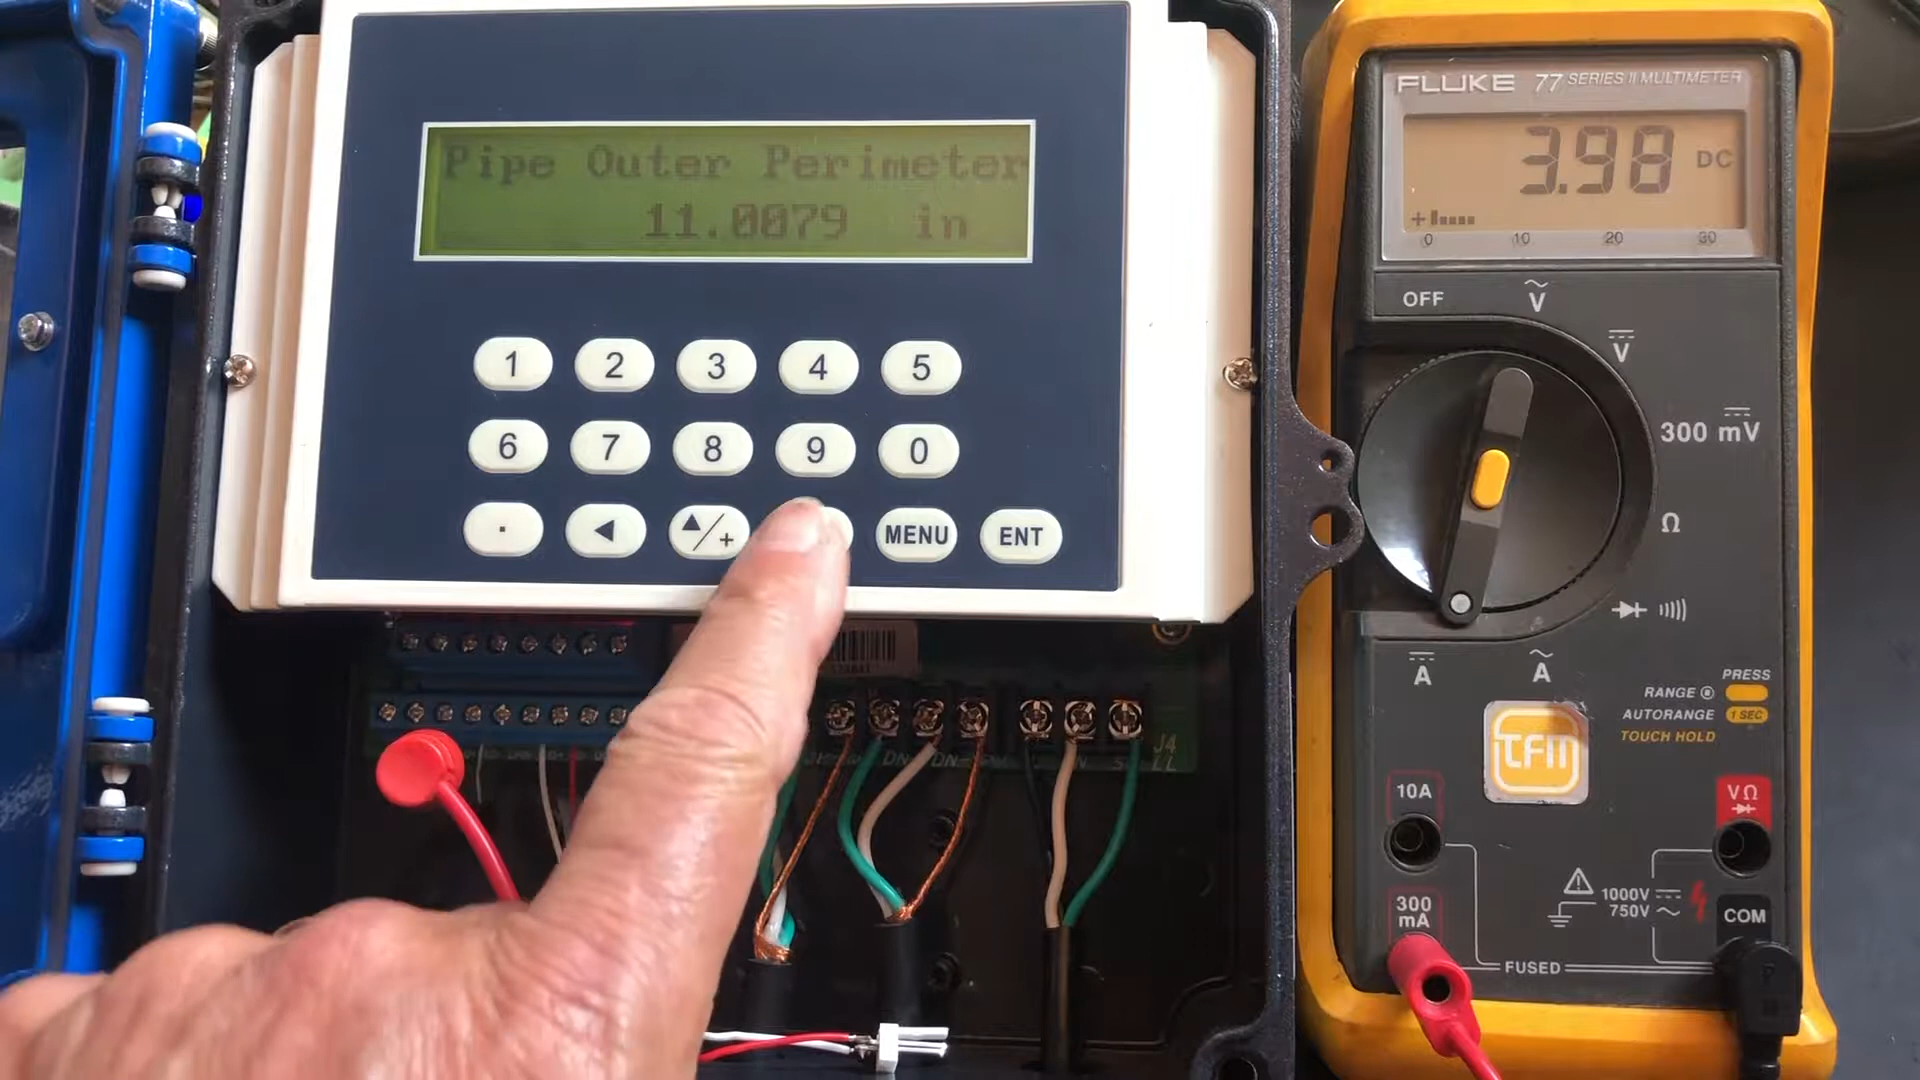 Pipe Outer Perimeter
11.0079 in
1 2 3 4 5
6 7 8 9 0
. ◀ ▲/+ MENU ENT
J4
FLUKE 77 SERIES II MULTIMETER
3.98 DC
0 10 20 30
OFF
V
V
300 mV
Ω
A
A
PRESS
RANGE
AUTORANGE 1 SEC
TOUCH HOLD
tFm
10A
VΩ
300 mA
1000V
750V
COM
FUSED